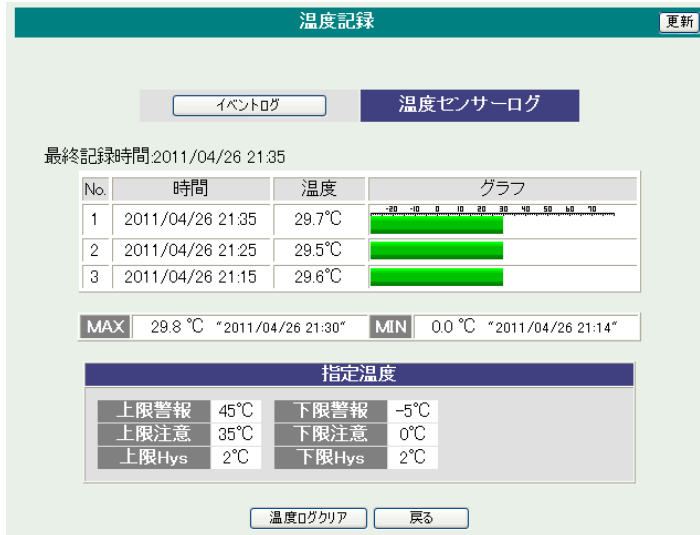 温度記録 更新
イベントログ 温度センサーログ
最終記録時間:2011/04/26 21:35
No. 時間 温度 グラフ
-20 -10 0 10 20 30 40 50 60 70
1 2011/04/26 21:35 29.7℃
2 2011/04/26 21:25 29.5℃
3 2011/04/26 21:15 29.6℃
MAX 29.8 ℃ "2011/04/26 21:30" MIN 0.0 ℃ "2011/04/26 21:14"
指定温度
上限警報 45℃ 下限警報 -5℃
上限注意 35℃ 下限注意 0℃
上限Hys 2℃ 下限Hys 2℃
温度ログクリア 戻る